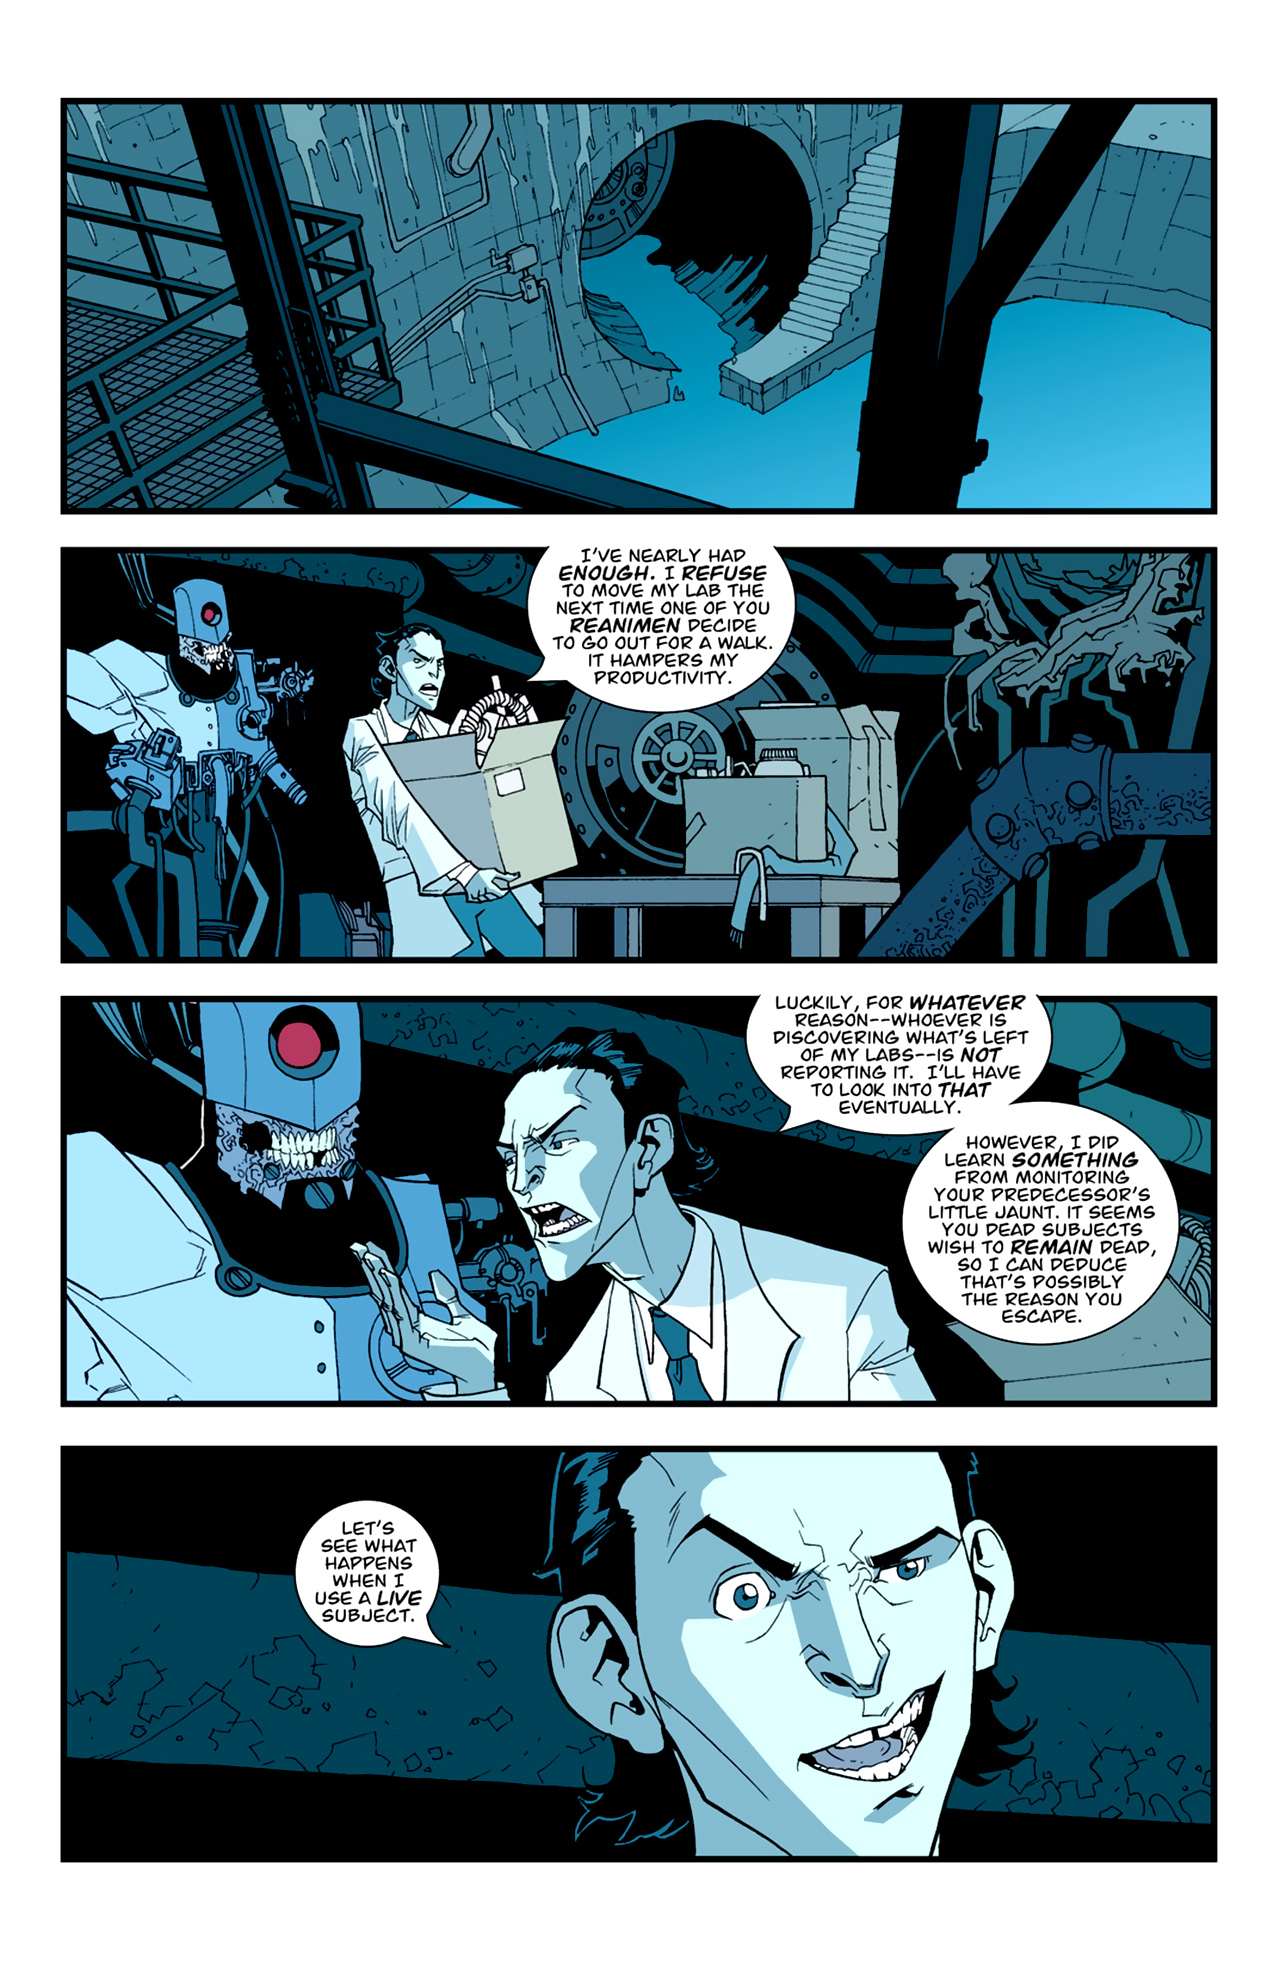 I'VE NEARLY HAD
ENOUGH. I REFUSE
TO MOVE MY LAB THE
NEXT TIME ONE OF YOU
REANIMEN DECIDE
TO GO OUT FOR A WALK.
IT HAMPERS MY
PRODUCTIVITY.
LUCKILY, FOR WHATEVER
REASON--WHOEVER IS
DISCOVERING WHAT'S LEFT
OF MY LABS--IS NOT
REPORTING IT. I'LL HAVE
TO LOOK INTO THAT
EVENTUALLY.
HOWEVER, I DID
LEARN SOMETHING
FROM MONITORING
YOUR PREDECESSOR'S
LITTLE JAUNT. IT SEEMS
YOU DEAD SUBJECTS
WISH TO REMAIN DEAD,
SO I CAN DEDUCE
THAT'S POSSIBLY
THE REASON YOU
ESCAPE.
LET'S
SEE WHAT
HAPPENS
WHEN I
USE A LIVE
SUBJECT.